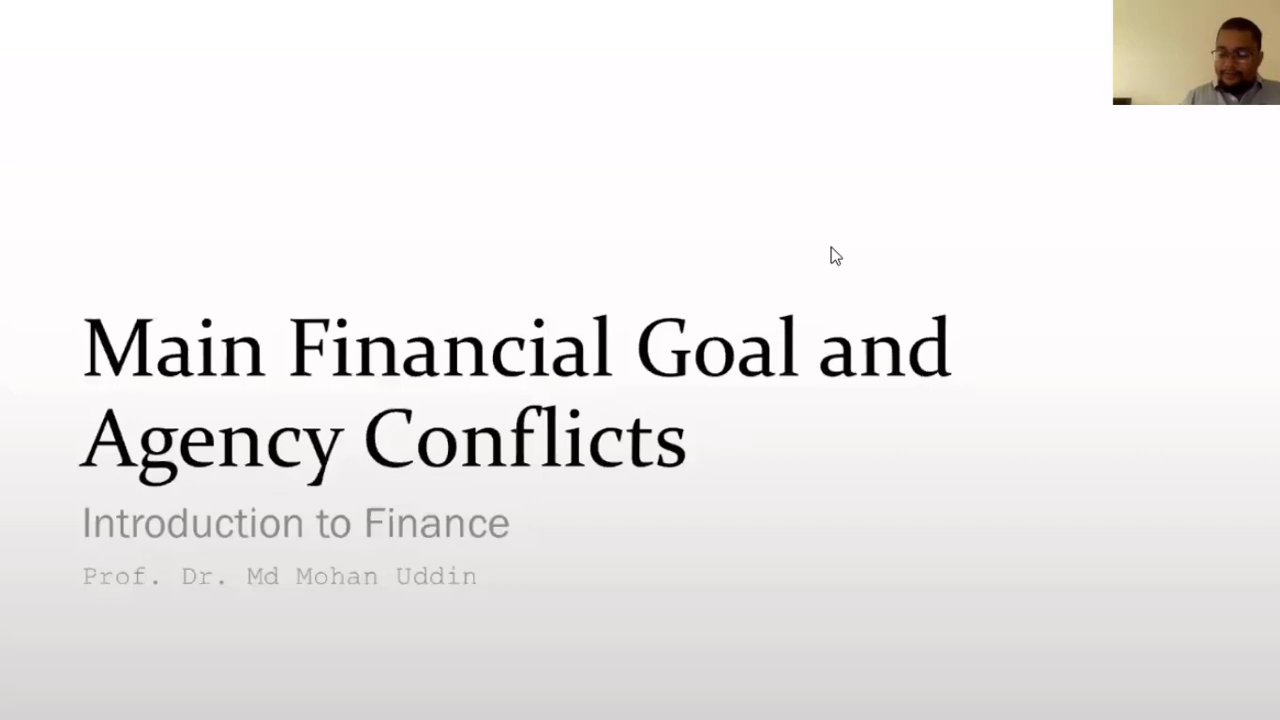 Main Financial Goal and
Agency Conflicts
Introduction to Finance
Prof. Dr. Md Mohan Uddin